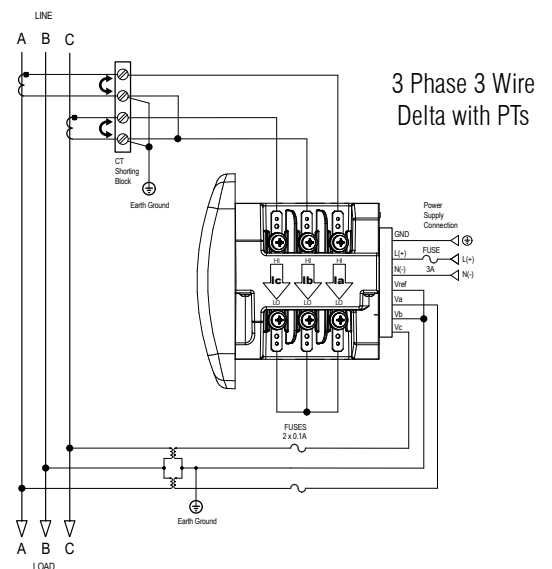 LINE
A B C
3 Phase 3 Wire
Delta with PTs
CT
Shorting
Block
Earth Ground
Power
Supply
Connection
GND
L(+)
FUSE
L(+)
N(-)
3A
N(-)
Vref
Va
Vb
Vc
HI HI HI
Ic Ib Ia
LO LO LO
FUSES
2 x 0.1A
Earth Ground
A B C
LOAD